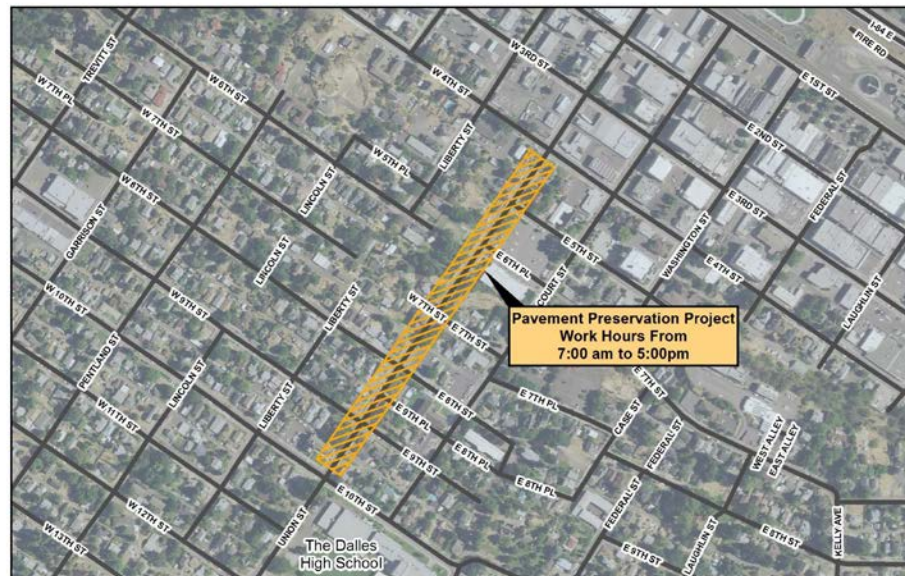 I-84 E
FIRE RD
TREVITT ST
W 3RD ST
E 1ST ST
W 6TH ST
W 4TH ST
W 7TH PL
W 7TH ST
E 2ND ST
LIBERTY ST
W 5TH PL
FEDERAL ST
W 8TH ST
LINCOLN ST
E 3RD ST
WASHINGTON ST
GARRISON ST
E 5TH ST
E 4TH ST
LINCOLN ST
E 6TH PL
COURT ST
LAUGHLIN ST
W 10TH ST
W 9TH ST
LIBERTY ST
W 7TH ST
E 7TH ST
Pavement Preservation Project
Work Hours From
7:00 am to 5:00pm
PENTLAND ST
LINCOLN ST
E 7TH ST
E 7TH PL
LIBERTY ST
E 8TH ST
E 9TH PL
W 11TH ST
CASE ST
E 8TH PL
E 9TH ST
FEDERAL ST
WEST ALLEY
EAST ALLEY
E 8TH PL
E 10TH ST
FEDERAL ST
W 12TH ST
UNION ST
W 13TH ST
The Dalles
High School
LAUGHLIN ST
E 8TH ST
E 9TH ST
KELLY AVE